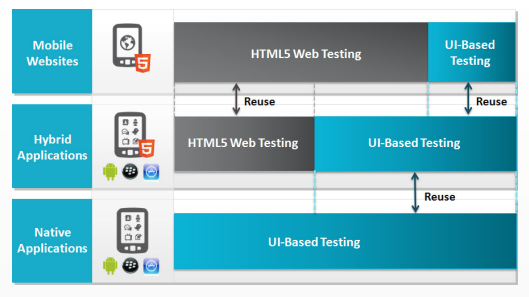 Mobile
Websites
HTML5 Web Testing
UI-Based
Testing
Reuse
Reuse
Hybrid
Applications
HTML5 Web Testing
UI-Based Testing
Reuse
Native
Applications
UI-Based Testing